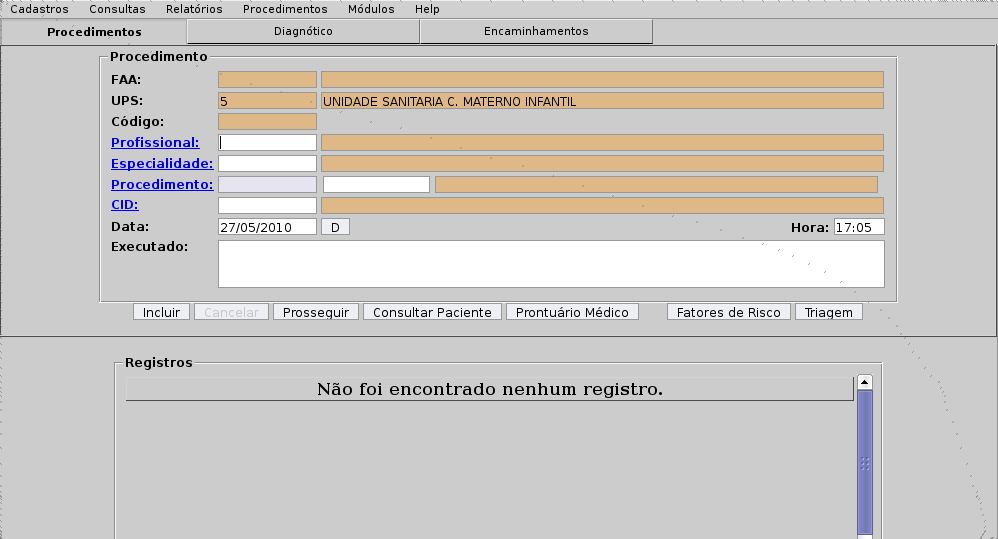 Cadastros Consultas Relatórios Procedimentos Módulos Help
Procedimentos Diagnótico Encaminhamentos
Procedimento
FAA:
UPS: 5 UNIDADE SANITARIA C. MATERNO INFANTIL
Código:
Profissional:
Especialidade:
Procedimento:
CID:
Data: 27/05/2010 D Hora: 17:05
Executado:
Incluir Cancelar Prosseguir Consultar Paciente Prontuário Médico Fatores de Risco Triagem
Registros
Não foi encontrado nenhum registro.